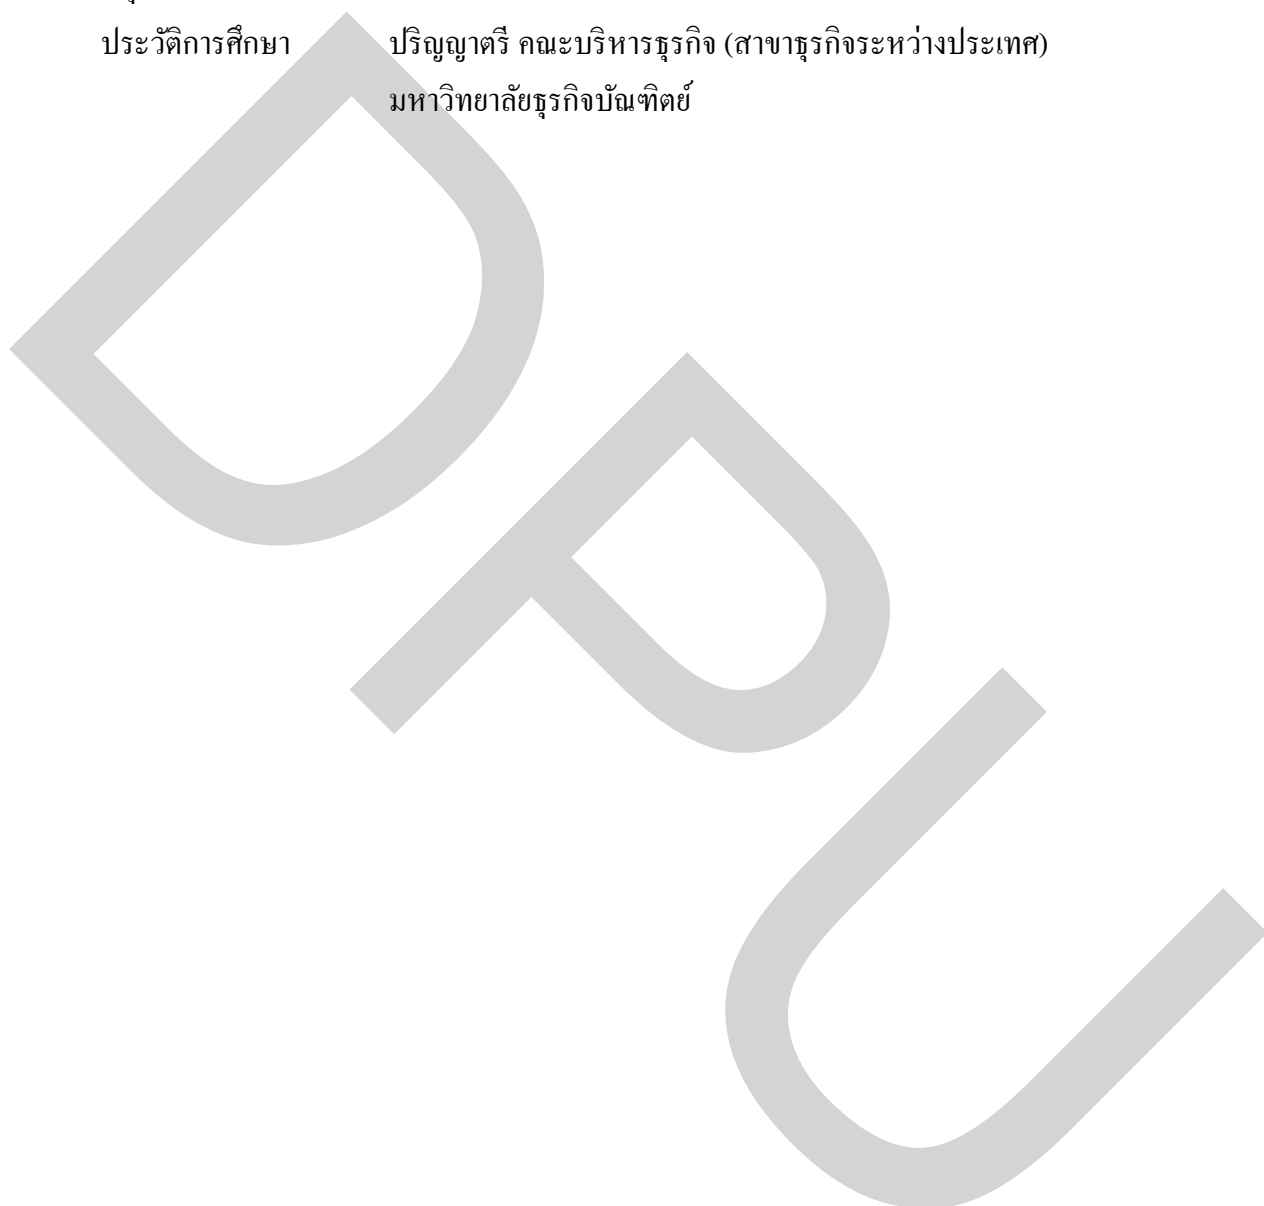 ประวัติการศึกษา ปริญญาตรี คณะบริหารธุรกิจ (สาขาธุรกิจระหว่างประเทศ)
มหาวิทยาลัยธุรกิจบัณฑิตย์
DPU